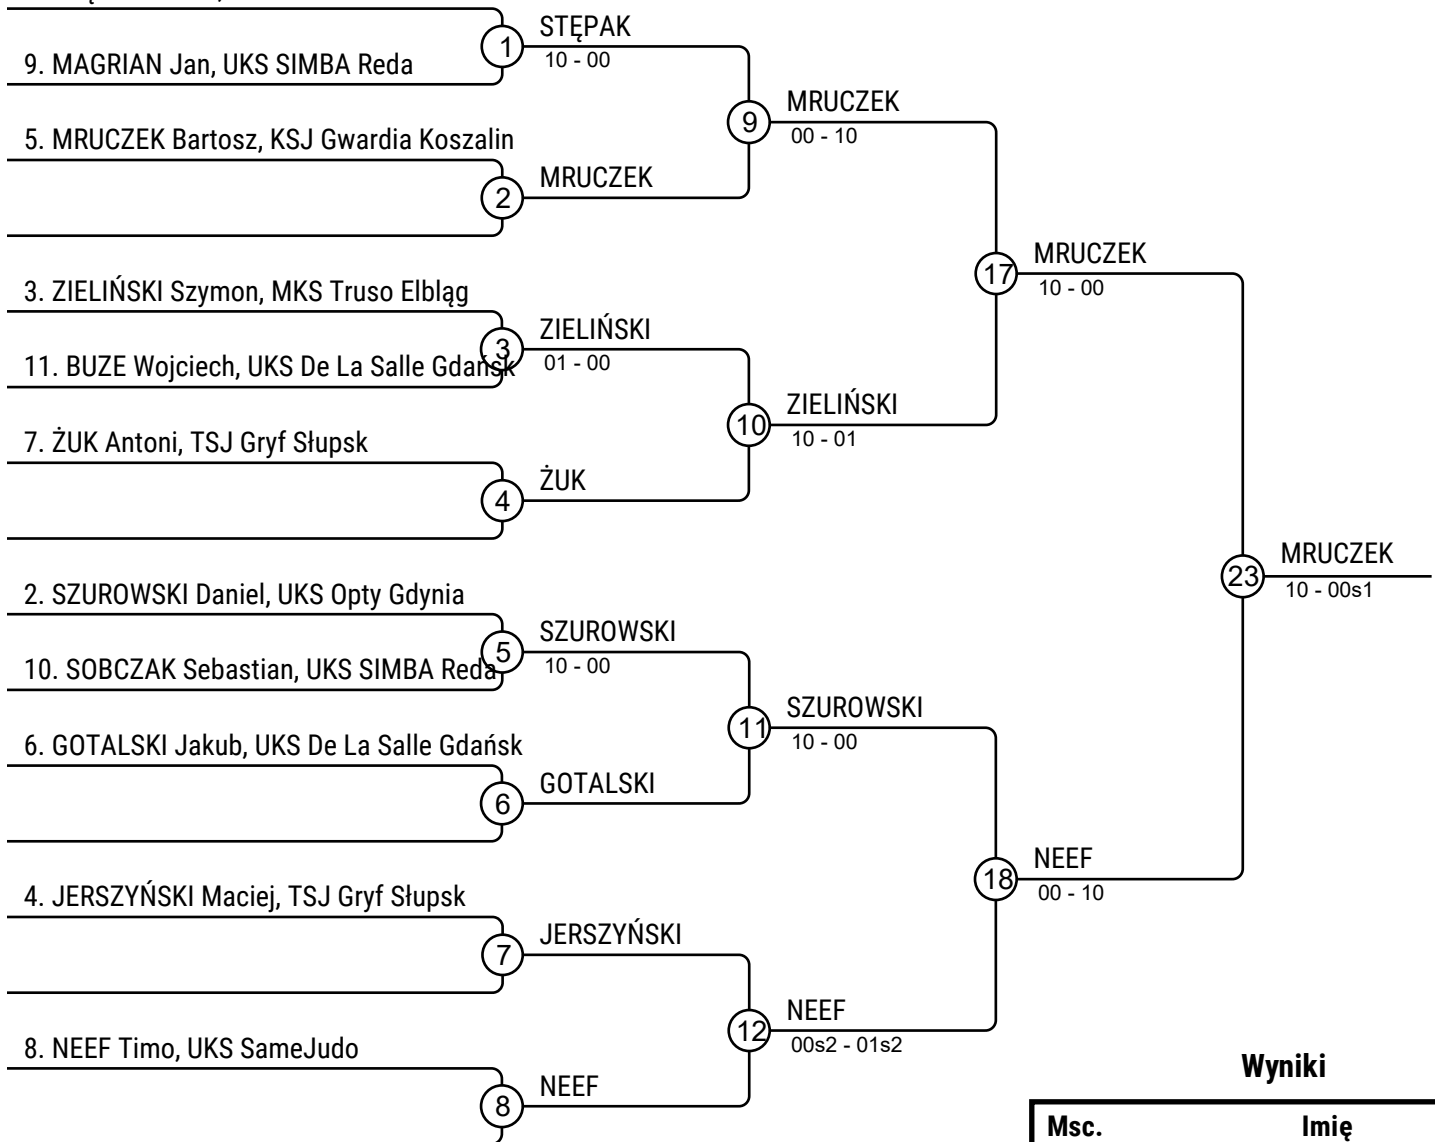 STĘPAK
1
10 - 00
9. MAGRIAN Jan, UKS SIMBA Reda
MRUCZEK
9
00 - 10
5. MRUCZEK Bartosz, KSJ Gwardia Koszalin
MRUCZEK
2
MRUCZEK
17
10 - 00
3. ZIELIŃSKI Szymon, MKS Truso Elbląg
ZIELIŃSKI
3
01 - 00
11. BUZE Wojciech, UKS De La Salle Gdańsk
ZIELIŃSKI
10
10 - 01
7. ŻUK Antoni, TSJ Gryf Słupsk
ŻUK
4
MRUCZEK
23
10 - 00s1
2. SZUROWSKI Daniel, UKS Opty Gdynia
SZUROWSKI
5
10 - 00
10. SOBCZAK Sebastian, UKS SIMBA Reda
SZUROWSKI
11
10 - 00
6. GOTALSKI Jakub, UKS De La Salle Gdańsk
GOTALSKI
6
NEEF
18
00 - 10
4. JERSZYŃSKI Maciej, TSJ Gryf Słupsk
JERSZYŃSKI
7
NEEF
12
00s2 - 01s2
8. NEEF Timo, UKS SameJudo
NEEF
8
Wyniki
Msc. Imię